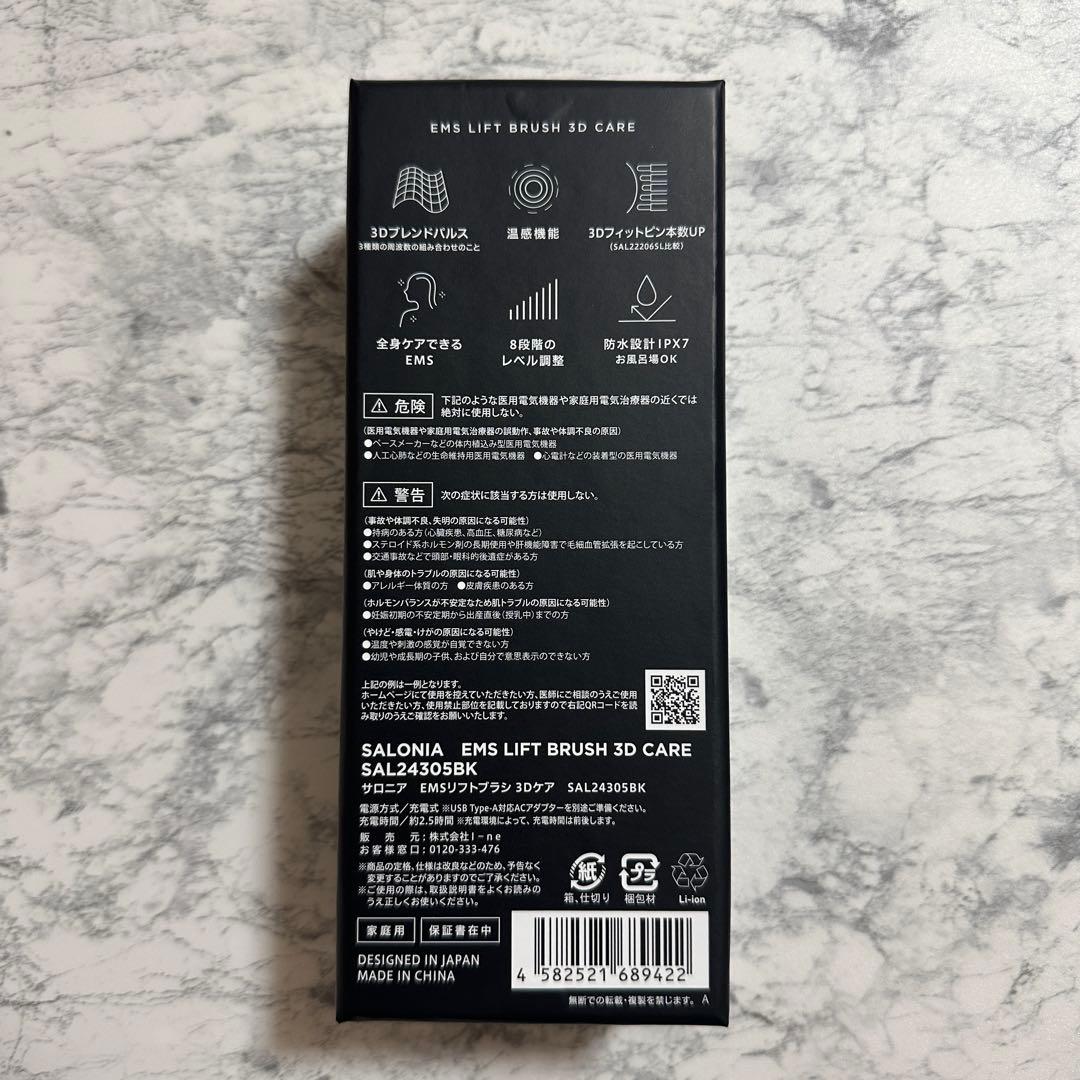 EMS LIFT BRUSH 3D CARE
3Dブレンドパルス
3種類の周波数の組み合わせのこと
温感機能
3Dフィットピン本数UP
(SAL22206SL比較)
全身ケアできる
EMS
8段階の
レベル調整
防水設計IPX7
お風呂場OK
危険
下記のような医用電気機器や家庭用電気治療器の近くでは
絶対に使用しない。
(医用電気機器や家庭用電気治療器の誤動作、事故や体調不良の原因)
●ペースメーカーなどの体内植込み型医用電気機器
●人工心肺などの生命維持用医用電気機器 ●心電計などの装着型の医用電気機器
警告
次の症状に該当する方は使用しない。
(事故や体調不良、失明の原因になる可能性)
●持病のある方(心臓疾患、高血圧、糖尿病など)
●ステロイド系ホルモン剤の長期使用や肝機能障害で毛細血管拡張を起こしている方
●交通事故などで頭部・眼科的後遺症がある方
(肌や身体のトラブルの原因になる可能性)
●アレルギー体質の方 ●皮膚疾患のある方
(ホルモンバランスが不安定なため肌トラブルの原因になる可能性)
●妊娠初期の不安定期から出産直後(授乳中)までの方
(やけど・感電・けがの原因になる可能性)
●温度や刺激の感覚が自覚できない方
●幼児や成長期の子供、および自分で意思表示のできない方
上記の例は一例となります。
ホームページにて使用を控えていただきたい方、医師にご相談のうえご使用
いただきたい方、使用禁止部位を記載しておりますので右記QRコードを読
み取りのうえご確認をお願いいたします。
SALONIA EMS LIFT BRUSH 3D CARE
SAL24305BK
サロニア EMSリフトブラシ 3Dケア SAL24305BK
電源方式/充電式 ※USB Type-A対応ACアダプターを別途ご準備ください。
充電時間/約2.5時間 ※充電環境によって、充電時間は前後します。
販売元:株式会社I-ne
お客様窓口:0120-333-476
※商品の定格、仕様は改良などのため、予告なく
変更することがありますのでご了承ください。
※ご使用の際は、取扱説明書をよくお読みの
うえ正しくお使いください。
紙
箱、仕切り
プラ
梱包材
Li-ion
家庭用
保証書在中
DESIGNED IN JAPAN
MADE IN CHINA
4 582521 689422
無断での転載・複製を禁じます。 A